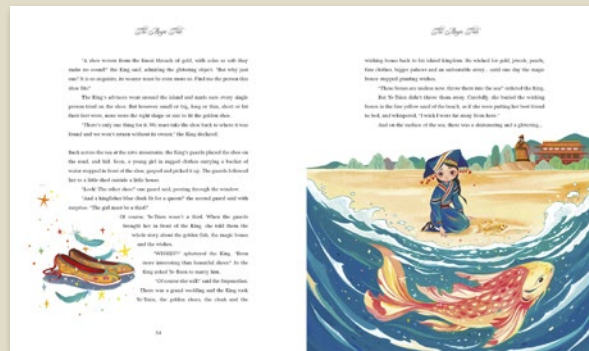 The Magic Fish
"A shoe woven from the finest threads of gold, with soles so soft they
make no sound!" the King said, admiring the glittering object. "But why just
one? It is so exquisite, its wearer must be even more so. Find me the person this
shoe fits!"
The King's advisors went around the island and made sure every single
person tried on the shoe. But however small or big, long or thin, short or fat
their feet were, none were the right shape or size to fit the golden shoe.
"There's only one thing for it. We must take the shoe back to where it was
found and we won't return without its owner," the King declared.
Back across the sea at the cave mountains, the King's guards placed the shoe on
the road, and hid. Soon, a young girl in ragged clothes carrying a bucket of
water stopped in front of the shoe, gasped and picked it up. The guards followed
her to a little shed outside a little house.
"Look! The other shoe!" one guard said, peering through the window.
"And a kingfisher blue cloak fit for a queen!" the second guard said with
surprise. "The girl must be a thief!"
Of course, Ye-Xian wasn't a thief. When the guards
brought her in front of the King, she told them the
whole story about the golden fish, the magic bones
and the wishes.
"WISHES?" spluttered the King. "Even
more interesting than beautiful shoes!" So the
King asked Ye-Xian to marry him.
"Of course she will!" said the Stepmother.
There was a grand wedding and the King took
Ye-Xian, the golden shoes, the cloak and the
54
The Magic Fish
wishing bones back to his island kingdom. He wished for gold, jewels, pearls,
fine clothes, bigger palaces and an unbeatable army... until one day the magic
bones stopped granting wishes.
"These bones are useless now, throw them into the sea!" ordered the King.
But Ye-Xian didn't throw them away. Carefully, she buried the wishing
bones in the fine yellow sand of the beach, as if she were putting her best friend
to bed, and whispered, "I wish I were far away from here."
And on the surface of the sea, there was a shimmering and a glittering...